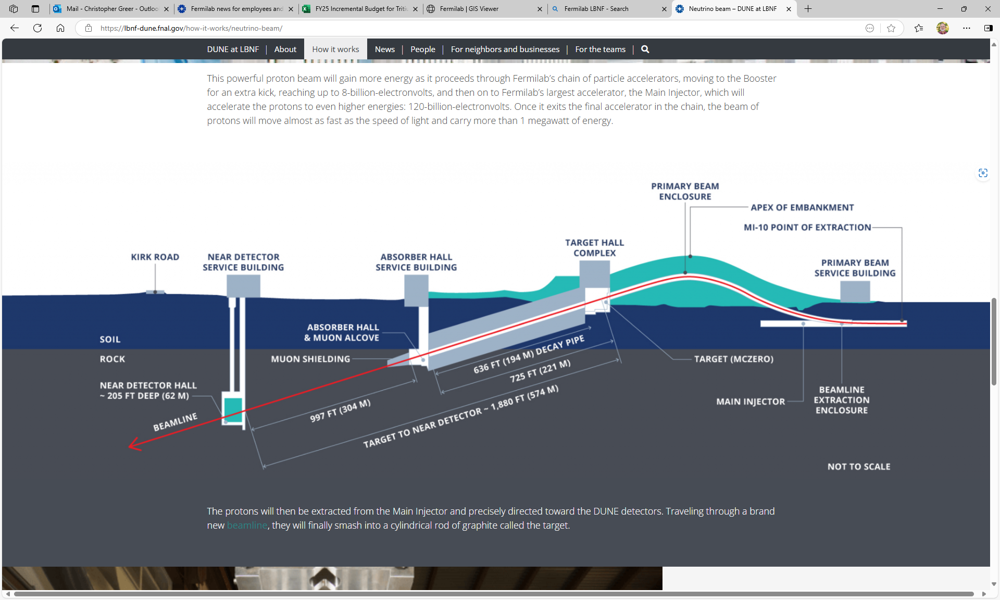 Mail - Christopher Greer - Outloo
Fermilab news for employees and
FY25 Incremental Budget for Triti
Fermilab | GIS Viewer
Fermilab LBNF - Search
Neutrino beam – DUNE at LBNF
https://lbnf-dune.fnal.gov/how-it-works/neutrino-beam/
DUNE at LBNF | About How it works News | People | For neighbors and businesses | For the teams |
This powerful proton beam will gain more energy as it proceeds through Fermilab’s chain of particle accelerators, moving to the Booster
for an extra kick, reaching up to 8-billion-electronvolts, and then on to Fermilab’s largest accelerator, the Main Injector, which will
accelerate the protons to even higher energies: 120-billion-electronvolts. Once it exits the final accelerator in the chain, the beam of
protons will move almost as fast as the speed of light and carry more than 1 megawatt of energy.
PRIMARY BEAM
ENCLOSURE
APEX OF EMBANKMENT
MI-10 POINT OF EXTRACTION
TARGET HALL
COMPLEX
KIRK ROAD
NEAR DETECTOR
SERVICE BUILDING
ABSORBER HALL
SERVICE BUILDING
PRIMARY BEAM
SERVICE BUILDING
ABSORBER HALL
& MUON ALCOVE
SOIL
ROCK
MUON SHIELDING
636 FT (194 M) DECAY PIPE
725 FT (221 M)
TARGET (MCZERO)
NEAR DETECTOR HALL
~ 205 FT DEEP (62 M)
BEAMLINE
997 FT (304 M)
TARGET TO NEAR DETECTOR ~ 1,880 FT (574 M)
MAIN INJECTOR
BEAMLINE
EXTRACTION
ENCLOSURE
NOT TO SCALE
The protons will then be extracted from the Main Injector and precisely directed toward the DUNE detectors. Traveling through a brand
new beamline, they will finally smash into a cylindrical rod of graphite called the target.